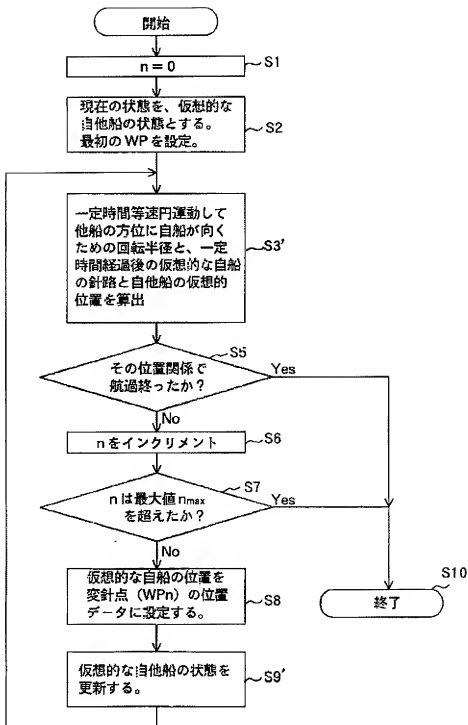 開始
n = 0
S1
現在の状態を、仮想的な
自他船の状態とする。
最初のWPを設定。
S2
一定時間等速円運動して
他船の方位に自船が向く
ための回転半径と、一定
時間経過後の仮想的な自船
の針路と自他船の仮想的
位置を算出
S3'
その位置関係で
航過終ったか？
S5
Yes
No
nをインクリメント
S6
nは最大値nmax
を超えたか？
S7
Yes
No
仮想的な自船の位置を
変針点（WPn）の位置
データに設定する。
S8
S10
終了
仮想的な自他船の状態を
更新する。
S9'